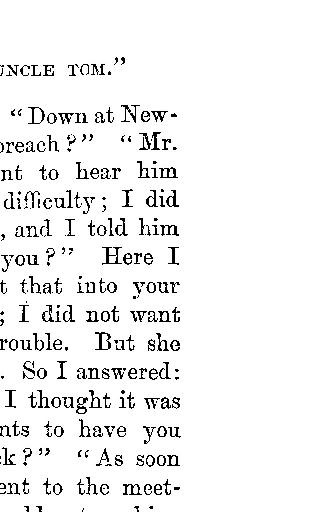 UNCLE TOM."
"Down at New-
preach?" "Mr.
nt to hear him
difficulty; I did
, and I told him
you?" Here I
t that into your
; I did not want
rouble. But she
. So I answered:
I thought it was
nts to have you
ck?" "As soon
ent to the meet-